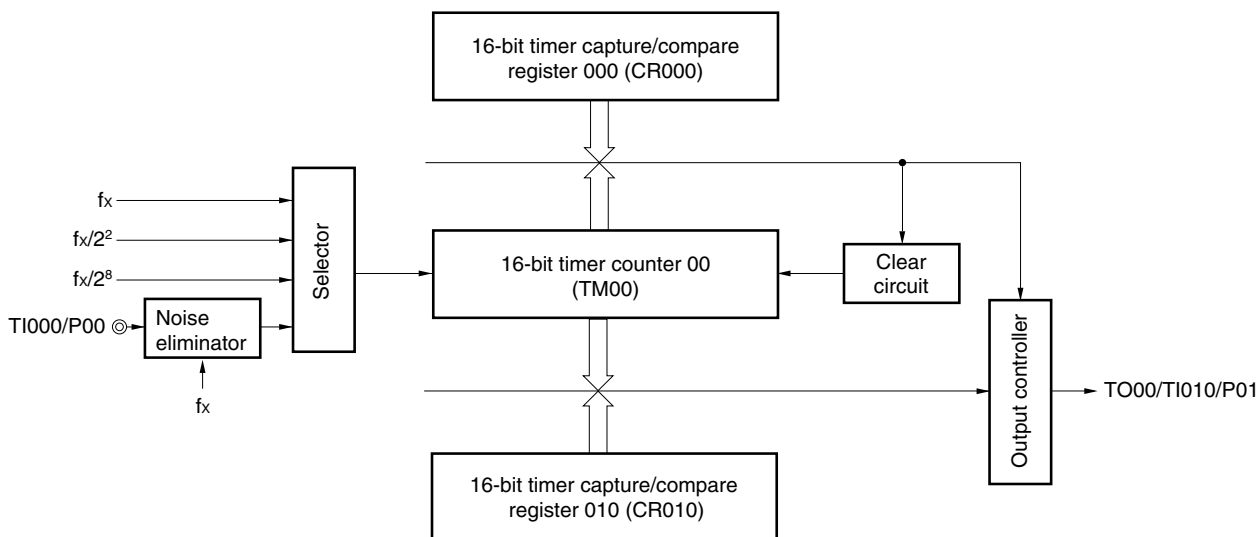 16-bit timer capture/compare
register 000 (CR000)
fx
fx/2²
fx/2⁸
TI000/P00
Noise
eliminator
fx
Selector
16-bit timer counter 00
(TM00)
Clear
circuit
Output controller
TO00/TI010/P01
16-bit timer capture/compare
register 010 (CR010)